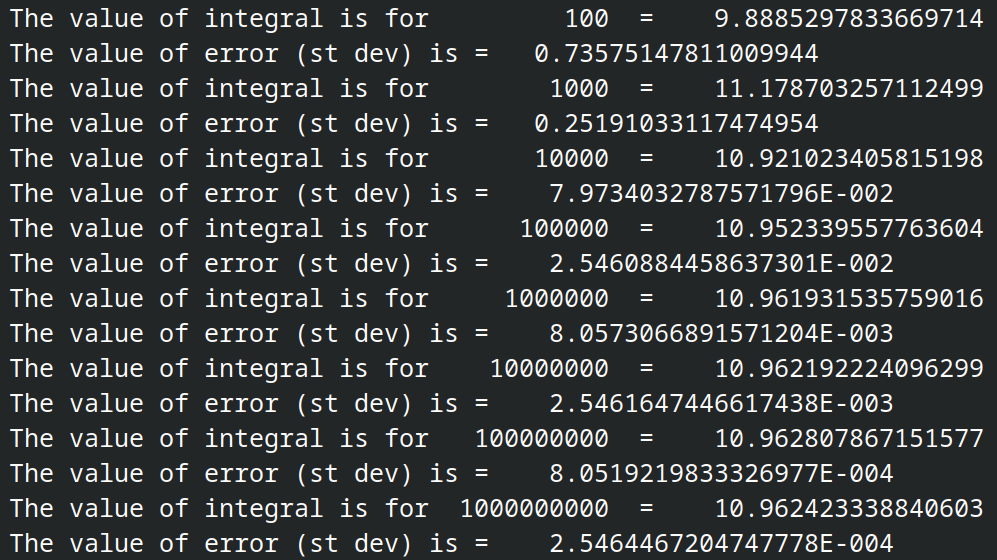 The value of integral is for 100 = 9.8885297833669714
The value of error (st dev) is = 0.73575147811009944
The value of integral is for 1000 = 11.178703257112499
The value of error (st dev) is = 0.25191033117474954
The value of integral is for 10000 = 10.921023405815198
The value of error (st dev) is = 7.9734032787571796E-002
The value of integral is for 100000 = 10.952339557763604
The value of error (st dev) is = 2.5460884458637301E-002
The value of integral is for 1000000 = 10.961931535759016
The value of error (st dev) is = 8.0573066891571204E-003
The value of integral is for 10000000 = 10.962192224096299
The value of error (st dev) is = 2.5461647446617438E-003
The value of integral is for 100000000 = 10.962807867151577
The value of error (st dev) is = 8.0519219833326977E-004
The value of integral is for 1000000000 = 10.962423338840603
The value of error (st dev) is = 2.5464467204747778E-004